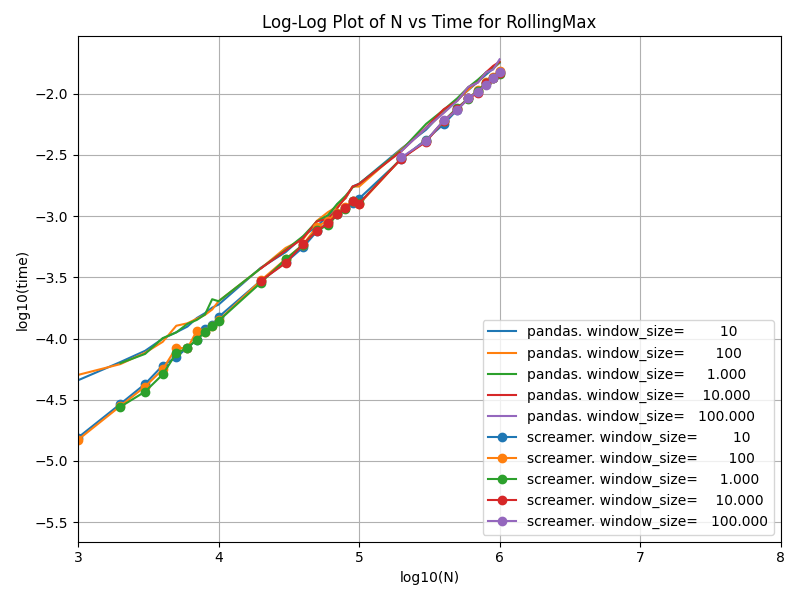 Log-Log Plot of N vs Time for RollingMax
log10(time)
−2.0
−2.5
−3.0
−3.5
−4.0
−4.5
−5.0
−5.5
pandas. window_size= 10
pandas. window_size= 100
pandas. window_size= 1.000
pandas. window_size= 10.000
pandas. window_size= 100.000
screamer. window_size= 10
screamer. window_size= 100
screamer. window_size= 1.000
screamer. window_size= 10.000
screamer. window_size= 100.000
3 4 5 6 7 8
log10(N)